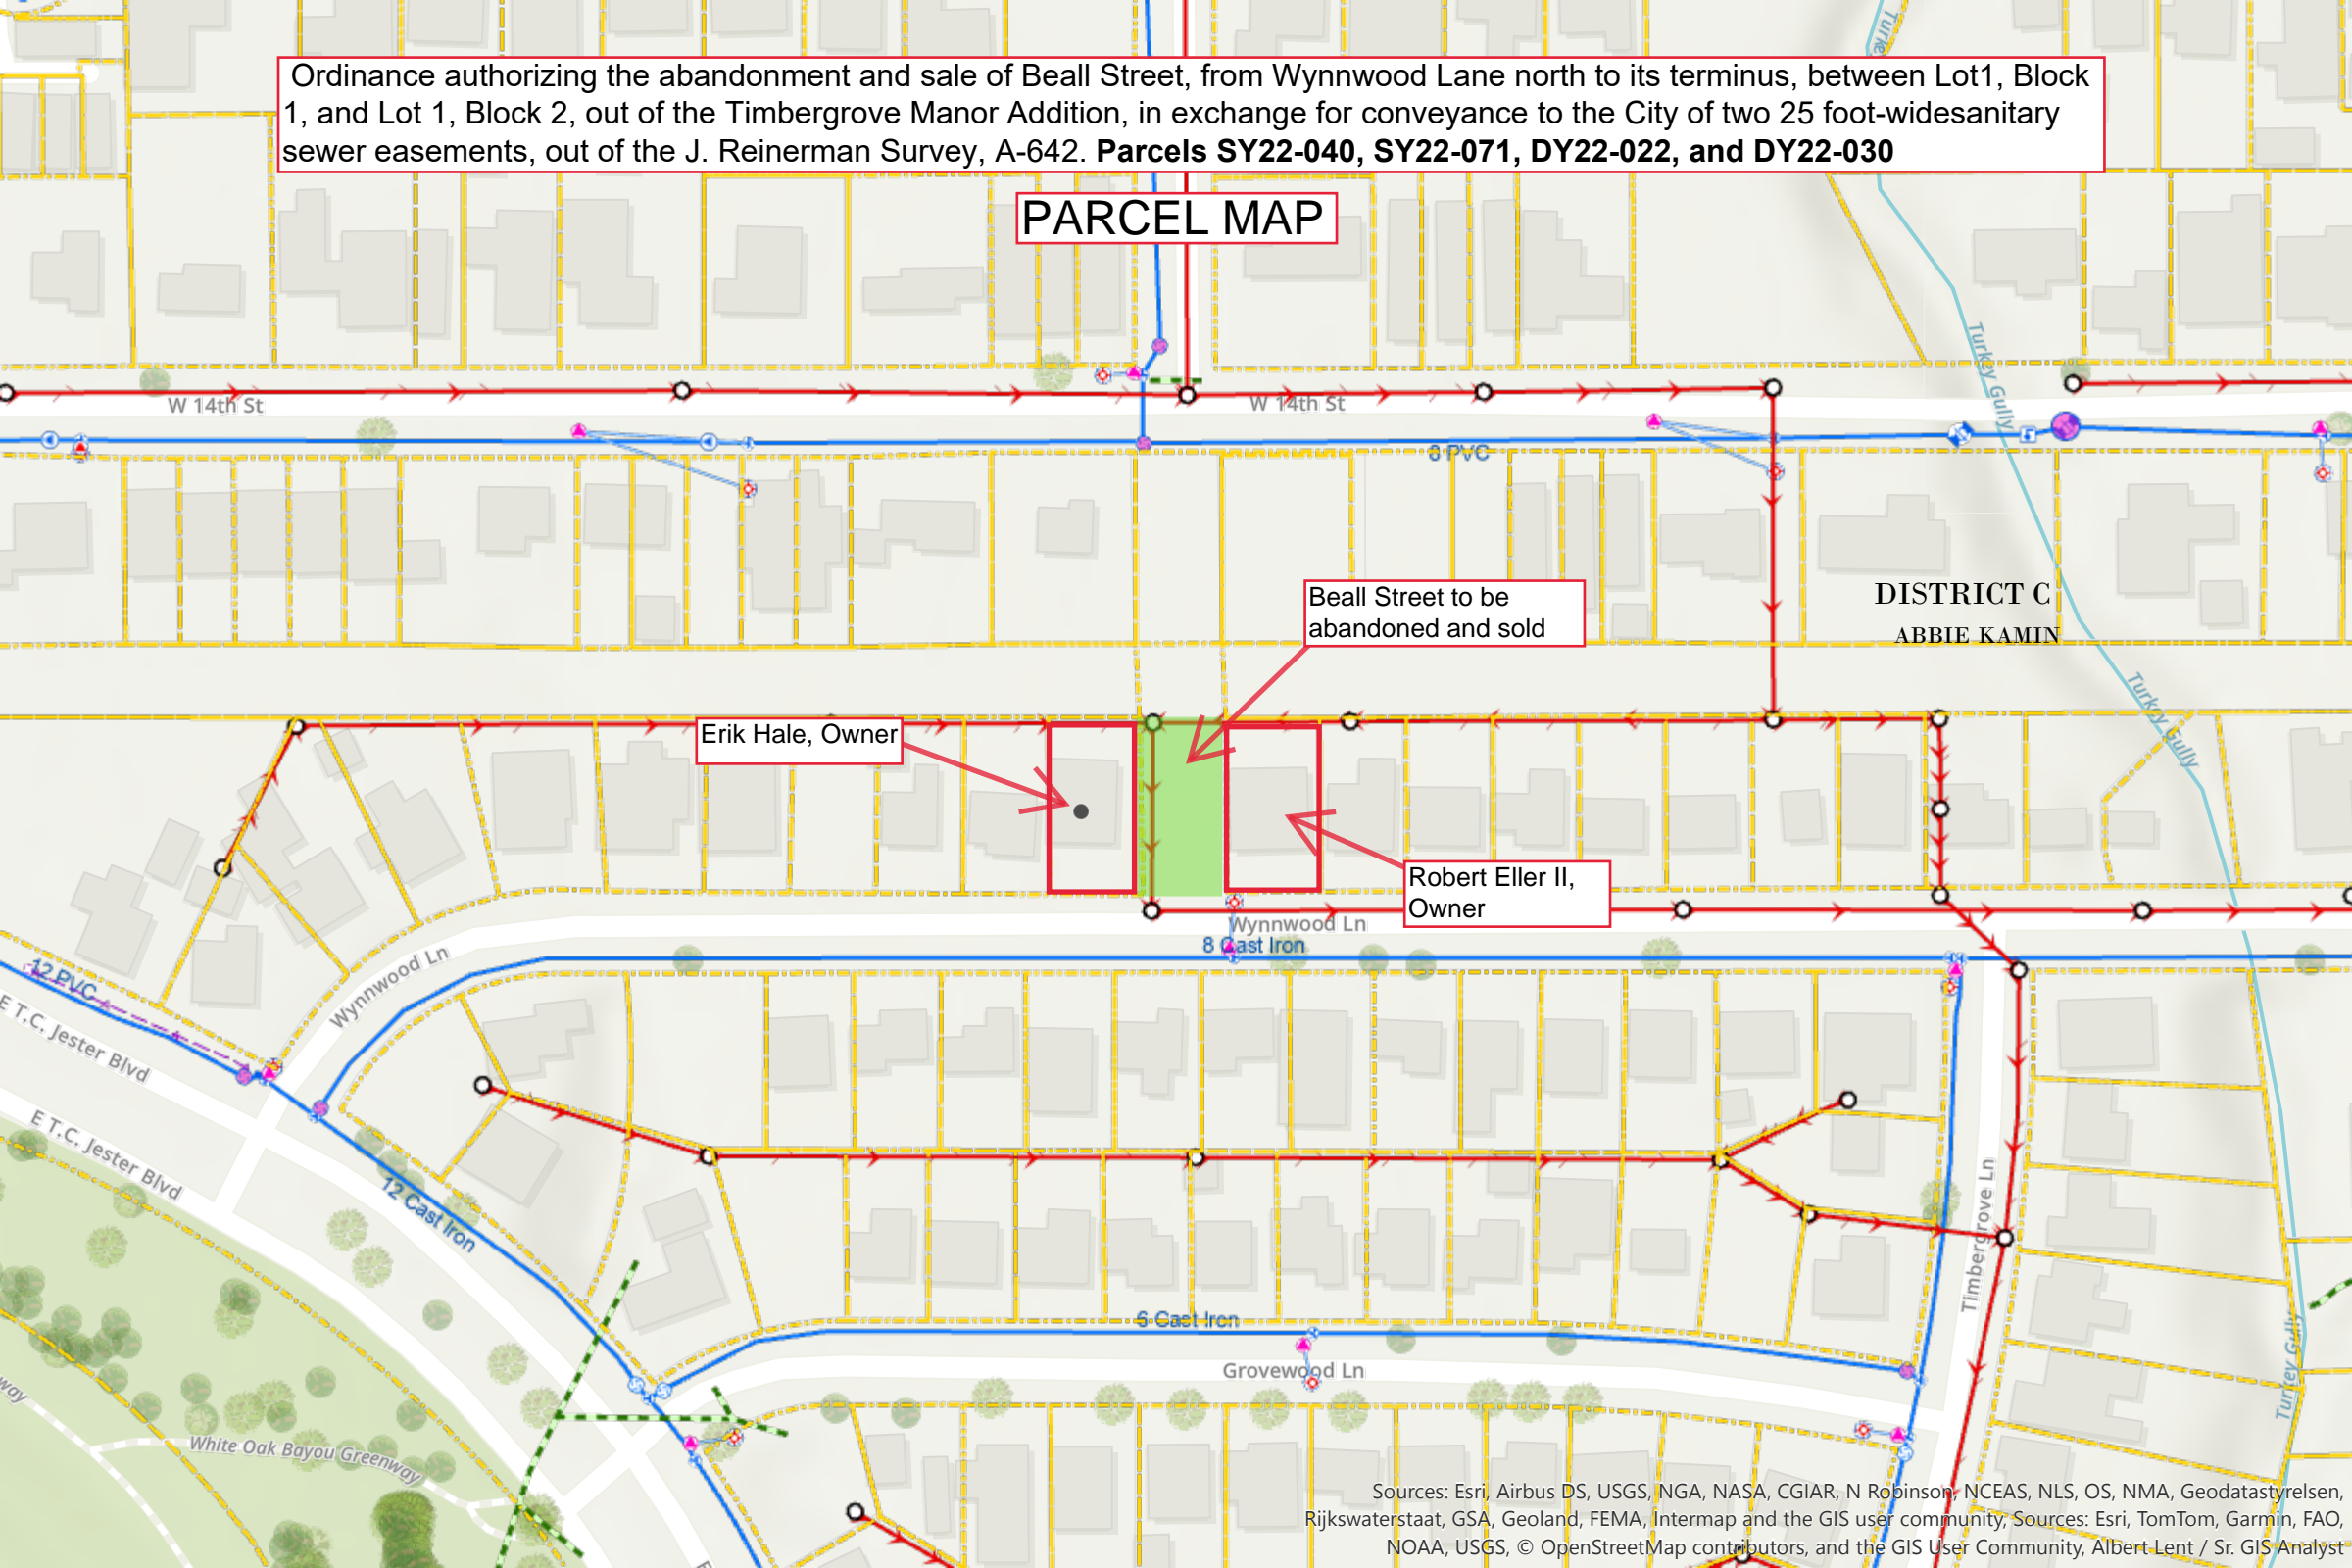 Ordinance authorizing the abandonment and sale of Beall Street, from Wynnwood Lane north to its terminus, between Lot1, Block
1, and Lot 1, Block 2, out of the Timbergrove Manor Addition, in exchange for conveyance to the City of two 25 foot-widesanitary
sewer easements, out of the J. Reinerman Survey, A-642. Parcels SY22-040, SY22-071, DY22-022, and DY22-030
PARCEL MAP
Turke
Turkey Gully
W 14th St
W 14th St
8 PVC
DISTRICT C
ABBIE KAMIN
Beall Street to be
abandoned and sold
Turkey Gully
Erik Hale, Owner
Robert Eller II,
Owner
Wynnwood Ln
8 Cast Iron
Wynnwood Ln
12 PVC
E T.C. Jester Blvd
E T.C. Jester Blvd
12 Cast Iron
Timbergrove Ln
6 Cast Iron
Grovewood Ln
Turkey Gully
way
White Oak Bayou Greenway
E
Sources: Esri, Airbus DS, USGS, NGA, NASA, CGIAR, N Robinson, NCEAS, NLS, OS, NMA, Geodatastyrelsen,
Rijkswaterstaat, GSA, Geoland, FEMA, Intermap and the GIS user community, Sources: Esri, TomTom, Garmin, FAO,
NOAA, USGS, © OpenStreetMap contributors, and the GIS User Community, Albert Lent / Sr. GIS Analyst